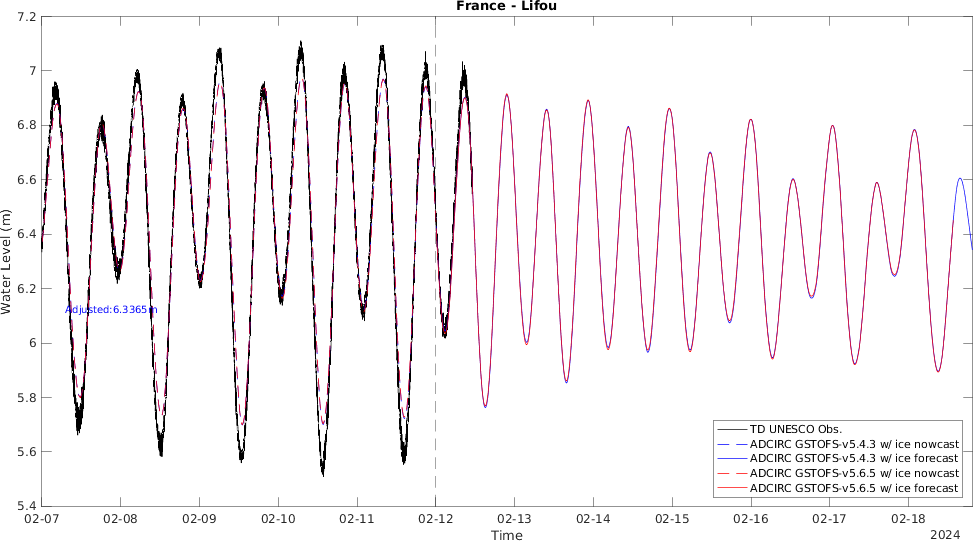 France - Lifou
7.2
7
6.8
6.6
6.4
6.2
6
5.8
5.6
5.4
Water Level (m)
Adjusted:6.3365m
TD UNESCO Obs.
ADCIRC GSTOFS-v5.4.3 w/ ice nowcast
ADCIRC GSTOFS-v5.4.3 w/ ice forecast
ADCIRC GSTOFS-v5.6.5 w/ ice nowcast
ADCIRC GSTOFS-v5.6.5 w/ ice forecast
02-07 02-08 02-09 02-10 02-11 02-12 02-13 02-14 02-15 02-16 02-17 02-18
Time
2024